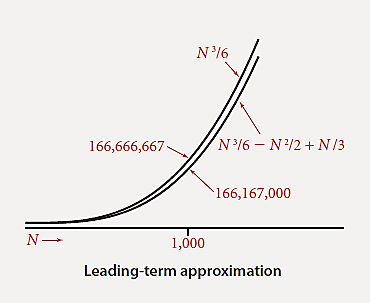 N³/6
166,666,667
N³/6 − N²/2 + N/3
166,167,000
N
1,000
Leading-term approximation